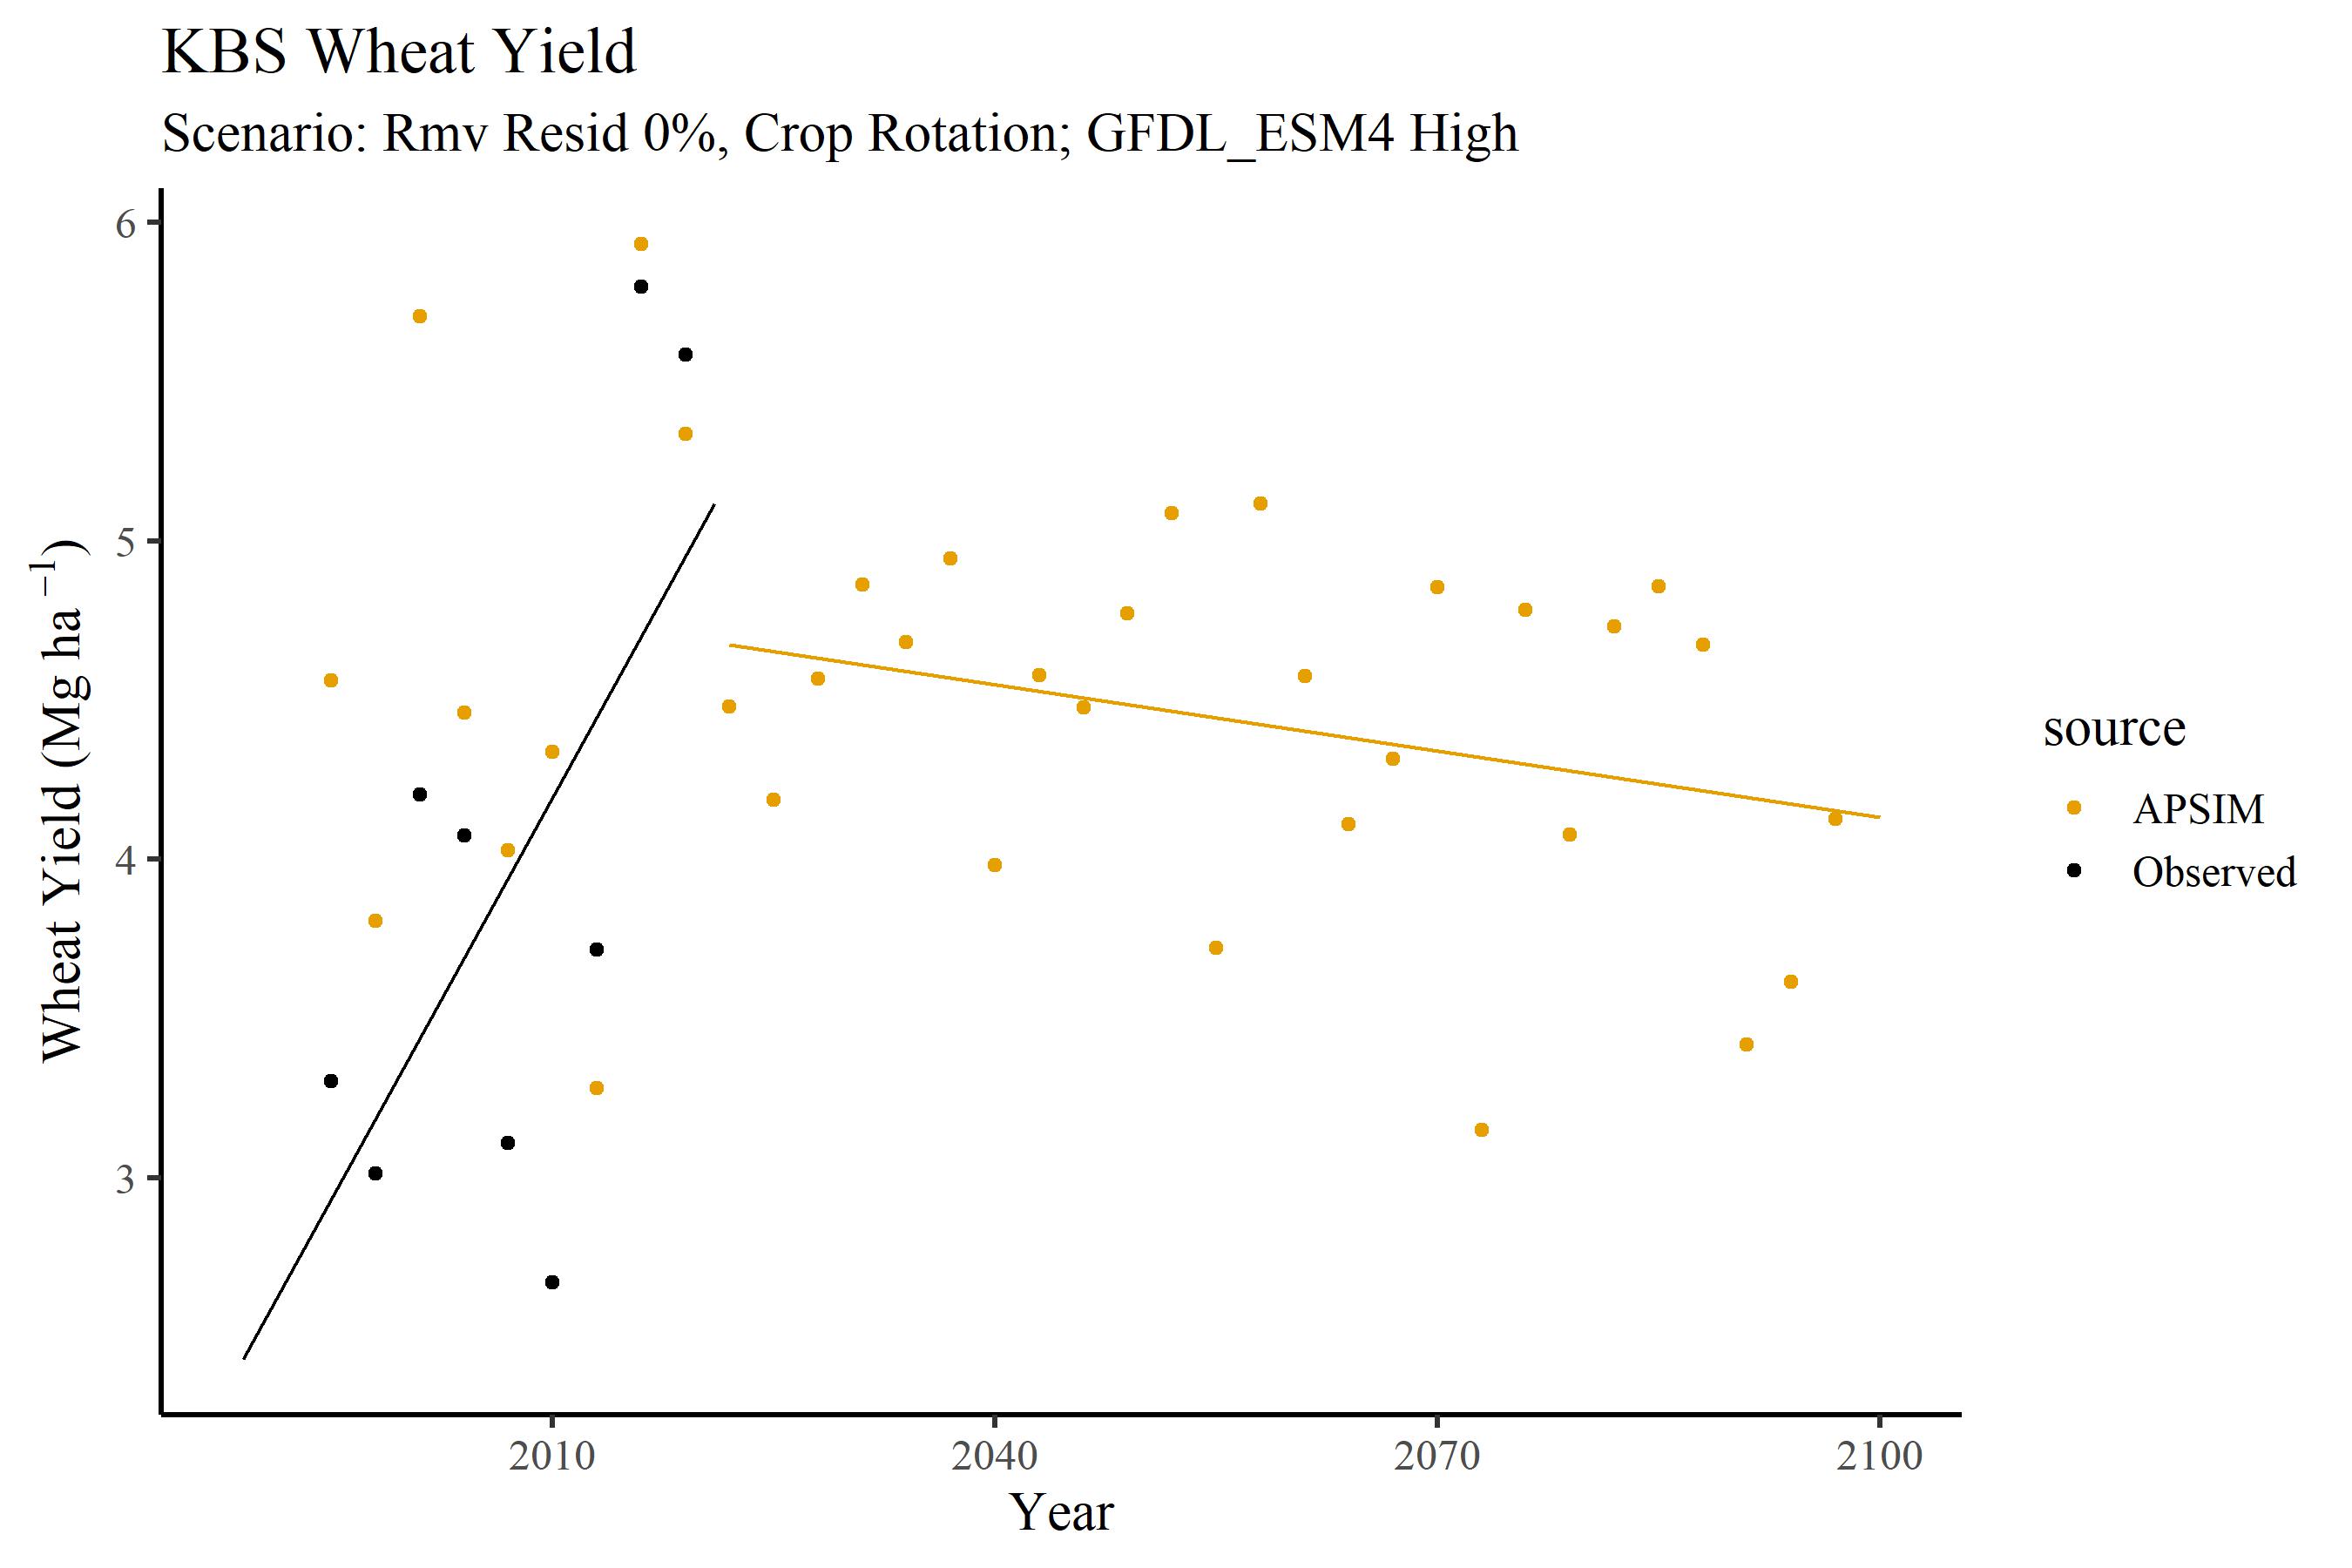 KBS Wheat Yield
Scenario: Rmv Resid 0%, Crop Rotation; GFDL_ESM4 High
6
5
4
3
Wheat Yield (Mg ha −1)
2010
2040
2070
2100
Year
source
APSIM
Observed